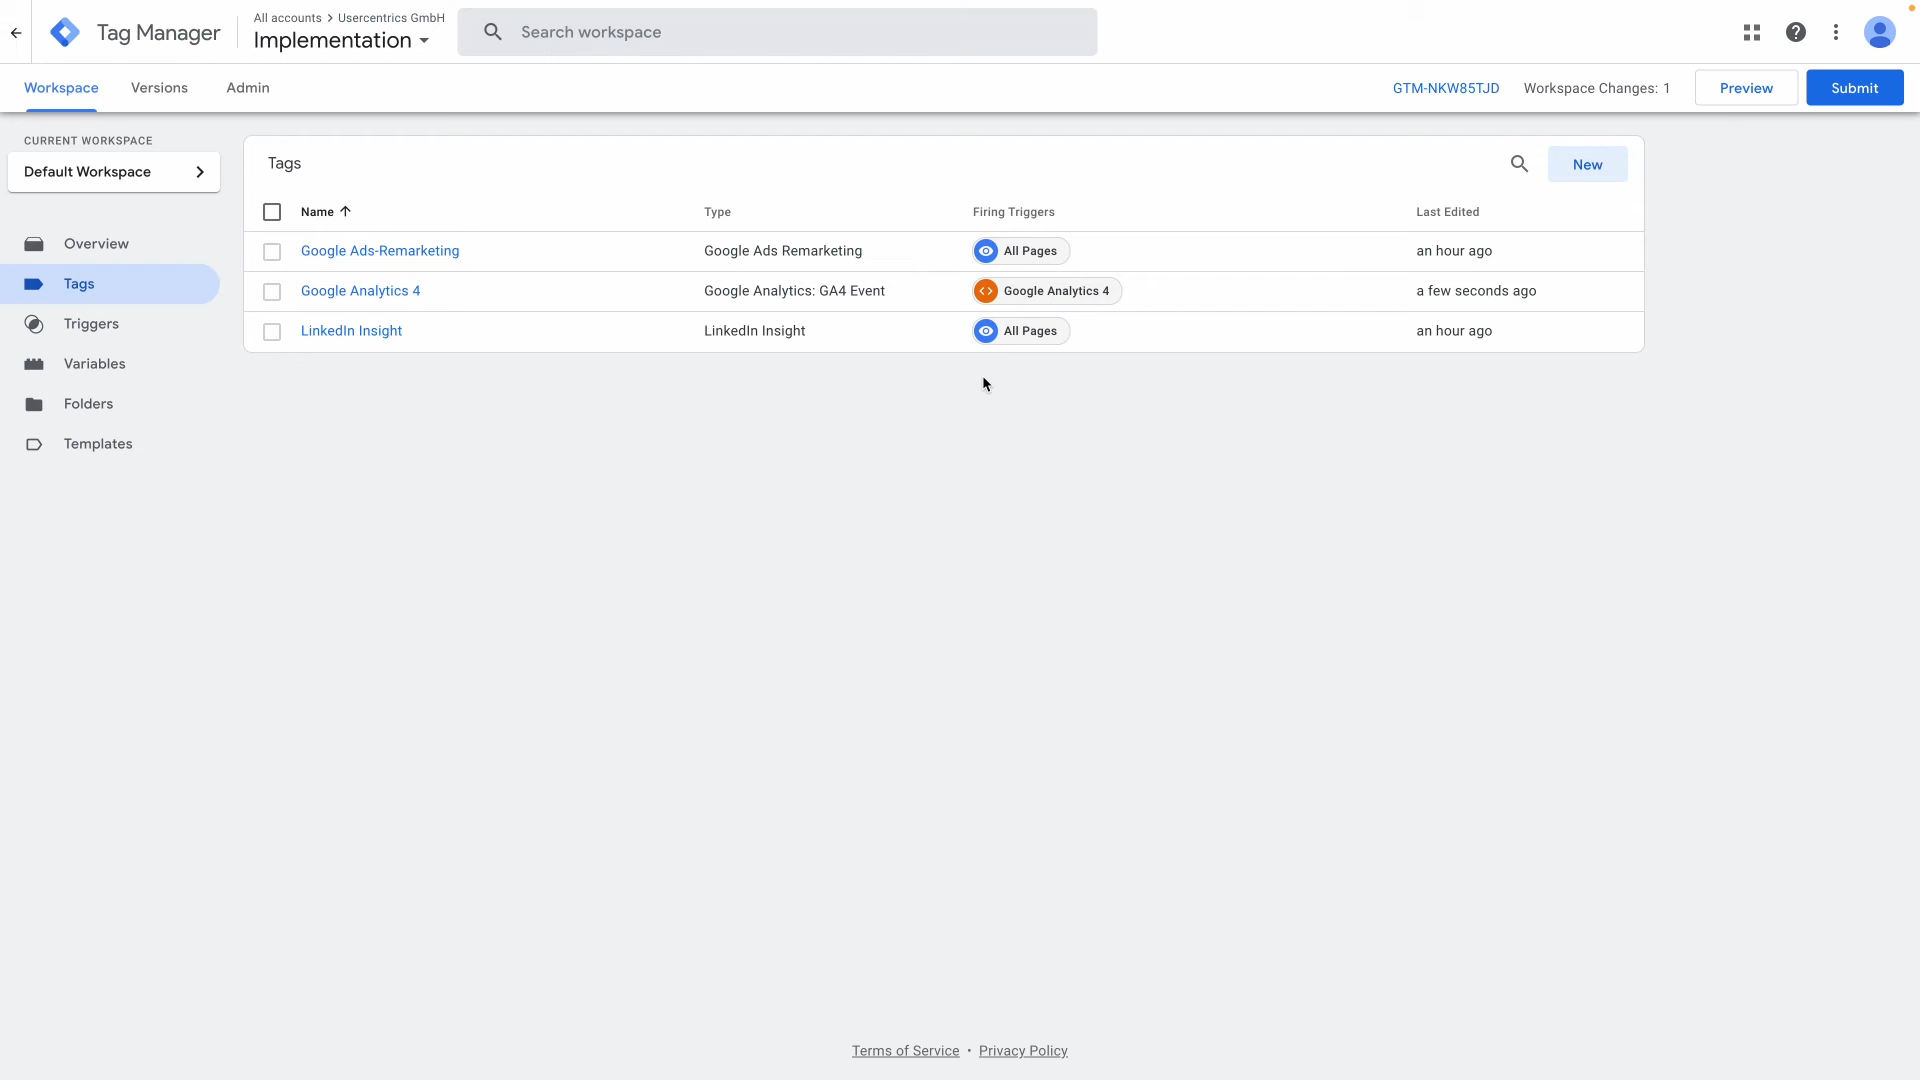 Tag Manager
All accounts > Usercentrics GmbH
Implementation
Search workspace
Workspace
Versions
Admin
GTM-NKW85TJD
Workspace Changes: 1
Preview
Submit
CURRENT WORKSPACE
Default Workspace
Overview
Tags
Triggers
Variables
Folders
Templates
Tags
New
Name Type Firing Triggers Last Edited
Google Ads-Remarketing Google Ads Remarketing All Pages an hour ago
Google Analytics 4 Google Analytics: GA4 Event Google Analytics 4 a few seconds ago
LinkedIn Insight LinkedIn Insight All Pages an hour ago
Terms of Service • Privacy Policy